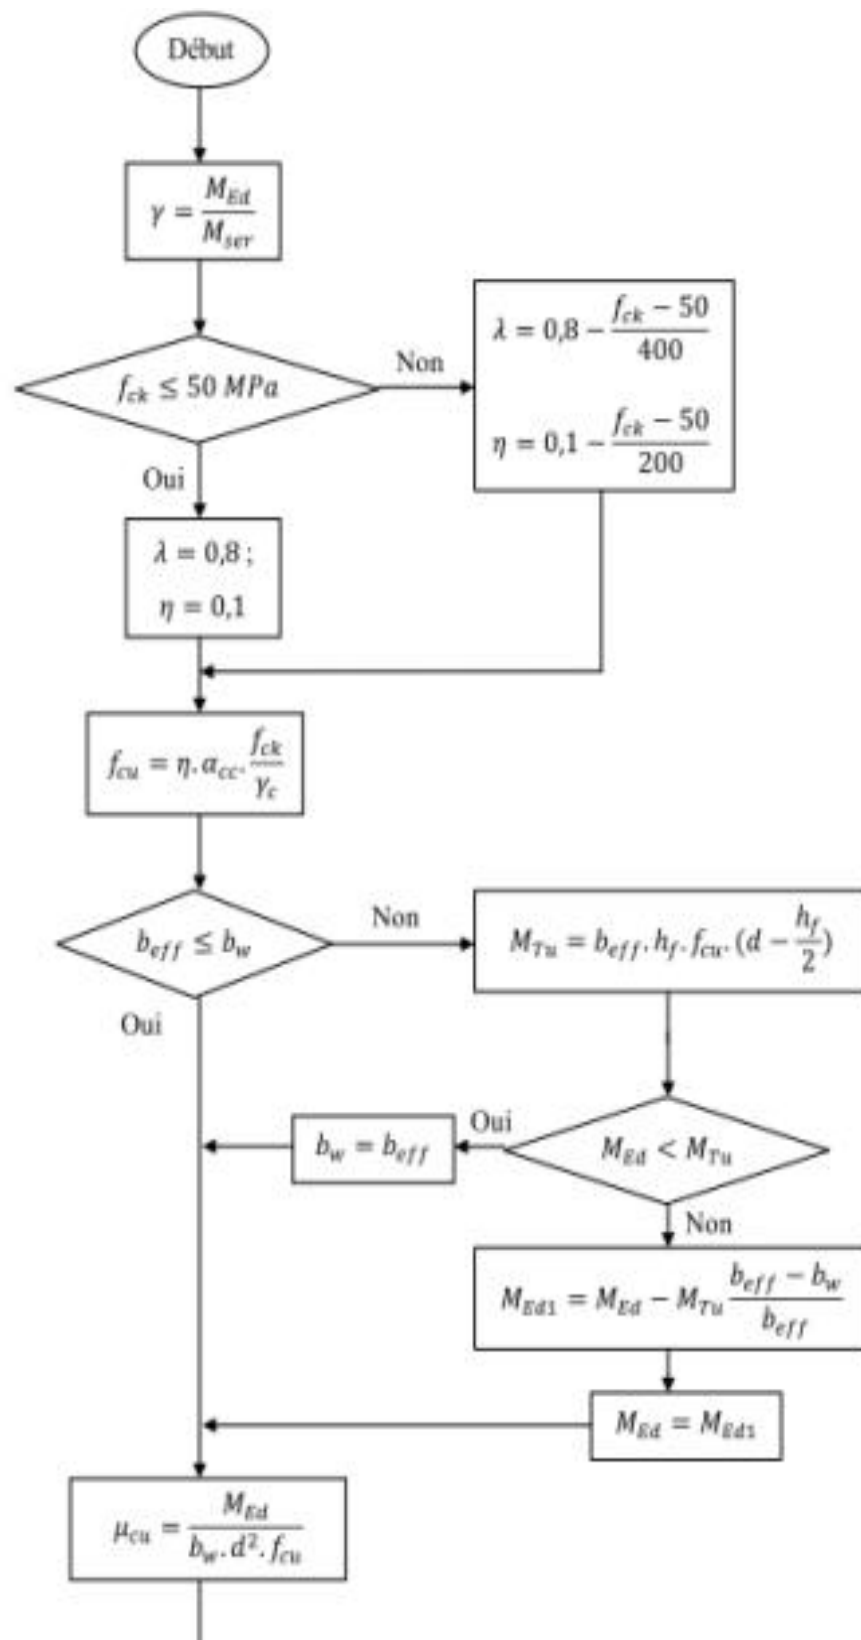 Début
γ = M_Ed / M_ser
f_ck ≤ 50 MPa
Non
λ = 0,8 − (f_ck − 50) / 400
η = 0,1 − (f_ck − 50) / 200
Oui
λ = 0,8 ;
η = 0,1
f_cu = η. α_cc. f_ck / γ_c
b_eff ≤ b_w
Non
M_Tu = b_eff. h_f. f_cu. (d − h_f / 2)
Oui
M_Ed < M_Tu
Oui
b_w = b_eff
Non
M_Ed1 = M_Ed − M_Tu (b_eff − b_w) / b_eff
M_Ed = M_Ed1
μ_cu = M_Ed / (b_w. d². f_cu)